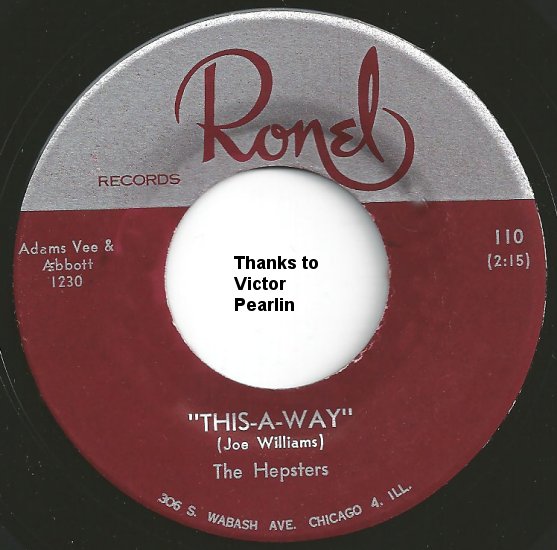 Ronel
RECORDS
Adams Vee &
Abbott
1230
110
(2:15)
Thanks to
Victor
Pearlin
"THIS-A-WAY"
(Joe Williams)
The Hepsters
306 S. WABASH AVE. CHICAGO 4, ILL.